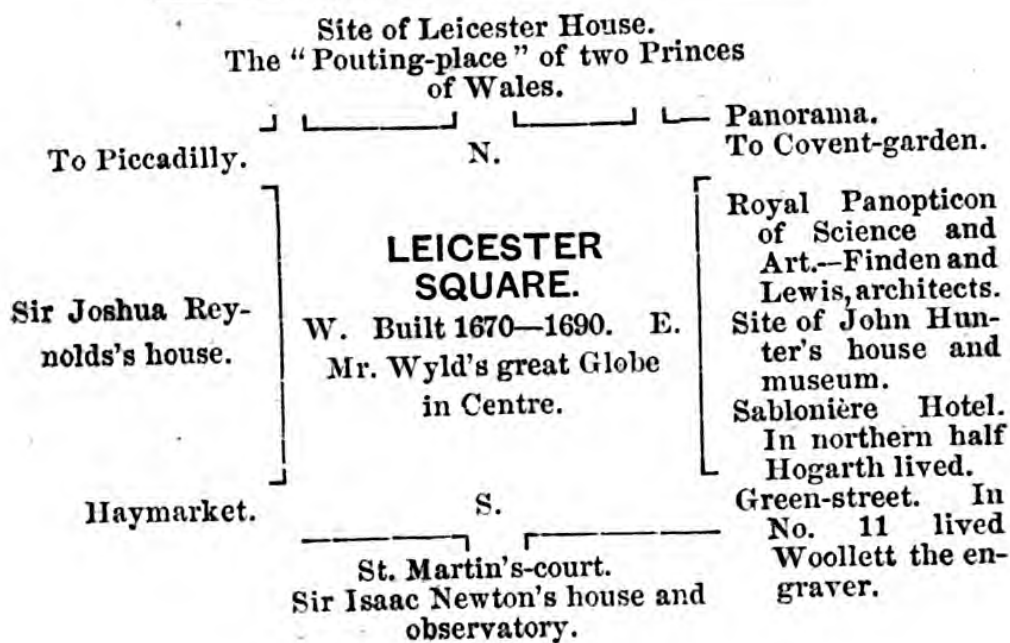 Site of Leicester House.
The "Pouting-place" of two Princes
of Wales.
Panorama.
To Covent-garden.
To Piccadilly.
N.
LEICESTER
SQUARE.
W. Built 1670—1690. E.
Mr. Wyld's great Globe
in Centre.
Sir Joshua Rey-
nolds's house.
Royal Panopticon
of Science and
Art.—Finden and
Lewis, architects.
Site of John Hun-
ter's house and
museum.
Sablonière Hotel.
In northern half
Hogarth lived.
Green-street. In
No. 11 lived
Woollett the en-
graver.
Haymarket.
S.
St. Martin's-court.
Sir Isaac Newton's house and
observatory.